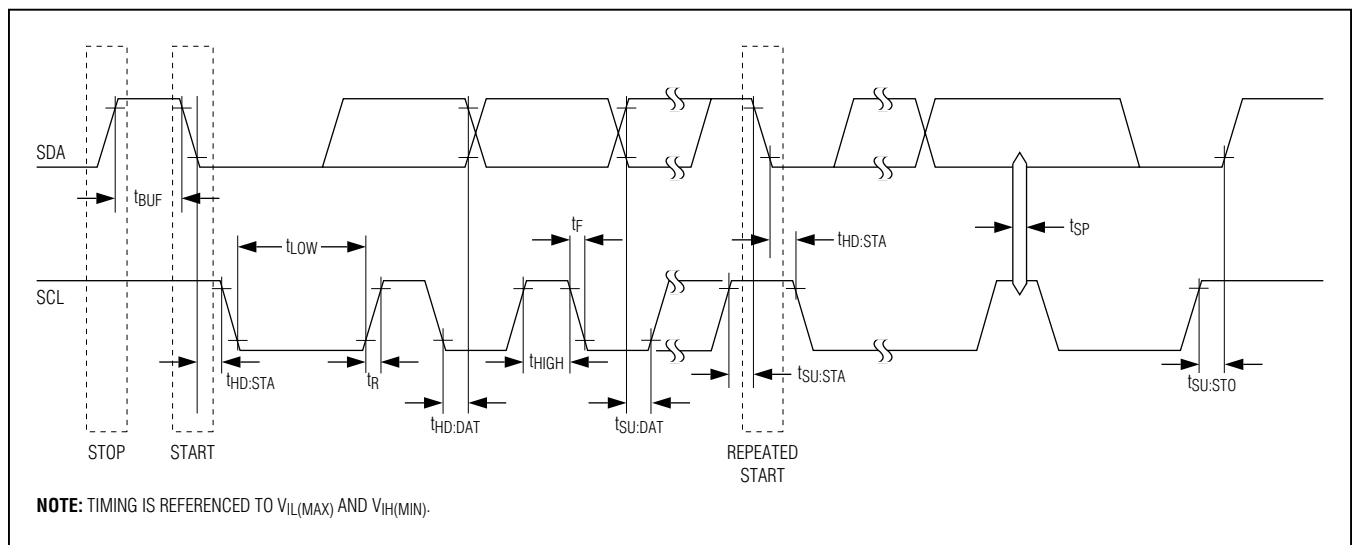 SDA
tBUF
tLOW
tF
tHD:STA
tSP
SCL
tHD:STA
tR
tHIGH
tSU:STA
tSU:STO
tHD:DAT
tSU:DAT
STOP
START
REPEATED
START
NOTE: TIMING IS REFERENCED TO VIL(MAX) AND VIH(MIN).